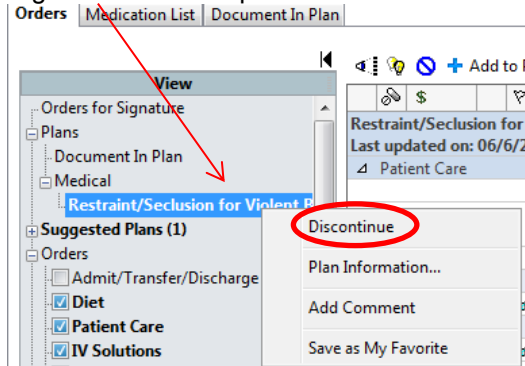 Orders Medication List Document In Plan
Add to
View
Orders for Signature
$
Plans
Restraint/Seclusion for
Document In Plan
Last updated on: 06/6/2
Medical
Patient Care
Restraint/Seclusion for Violent
Suggested Plans (1)
Discontinue
Orders
Admit/Transfer/Discharge
Plan Information...
Diet
Patient Care
Add Comment
IV Solutions
Save as My Favorite